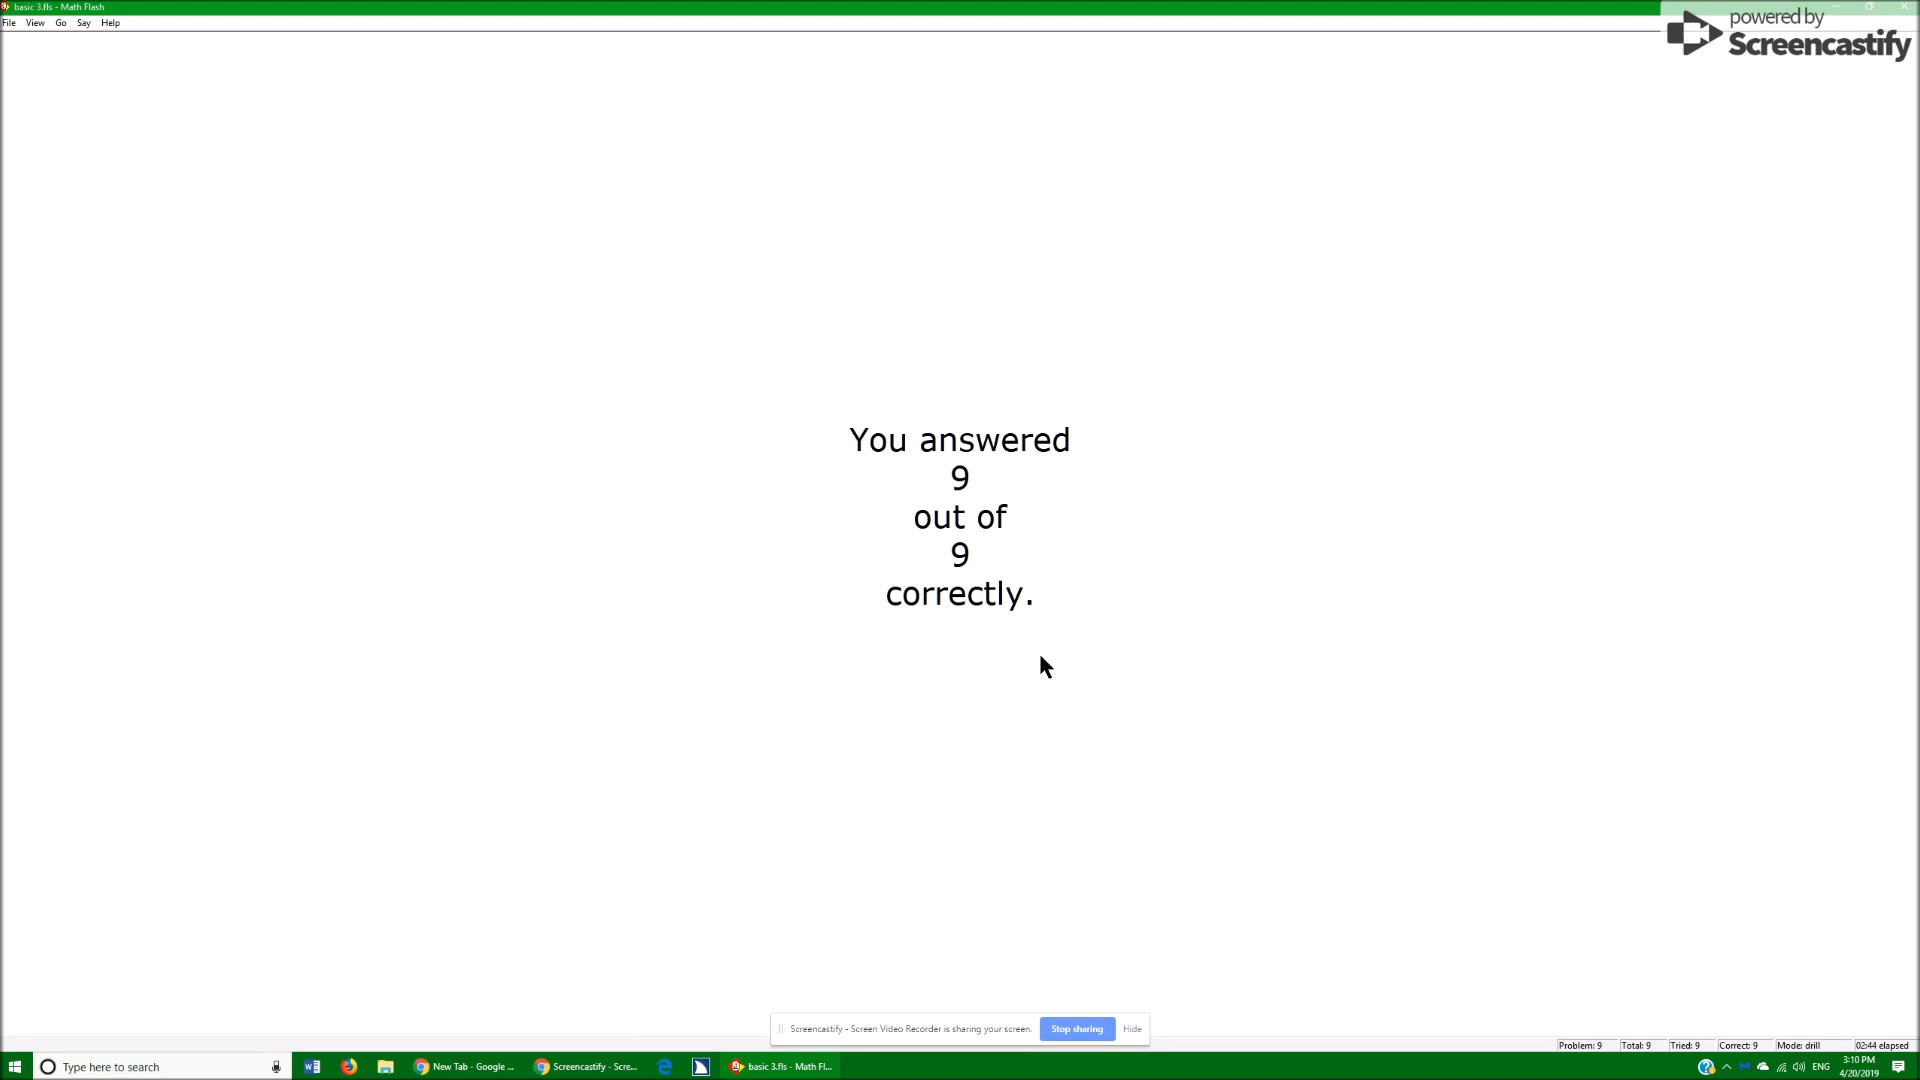 basic 3.fls - Math Flash
File View Go Say Help
powered by
Screencastify
You answered
9
out of
9
correctly.
Screencastify - Screen Video Recorder is sharing your screen. Stop sharing Hide
Problem: 9 Total: 9 Tried: 9 Correct: 9 Mode: drill 02:44 elapsed
Type here to search New Tab - Google ... Screencastify - Scre... basic 3.fls - Math Fl... ENG
3:10 PM
4/20/2019